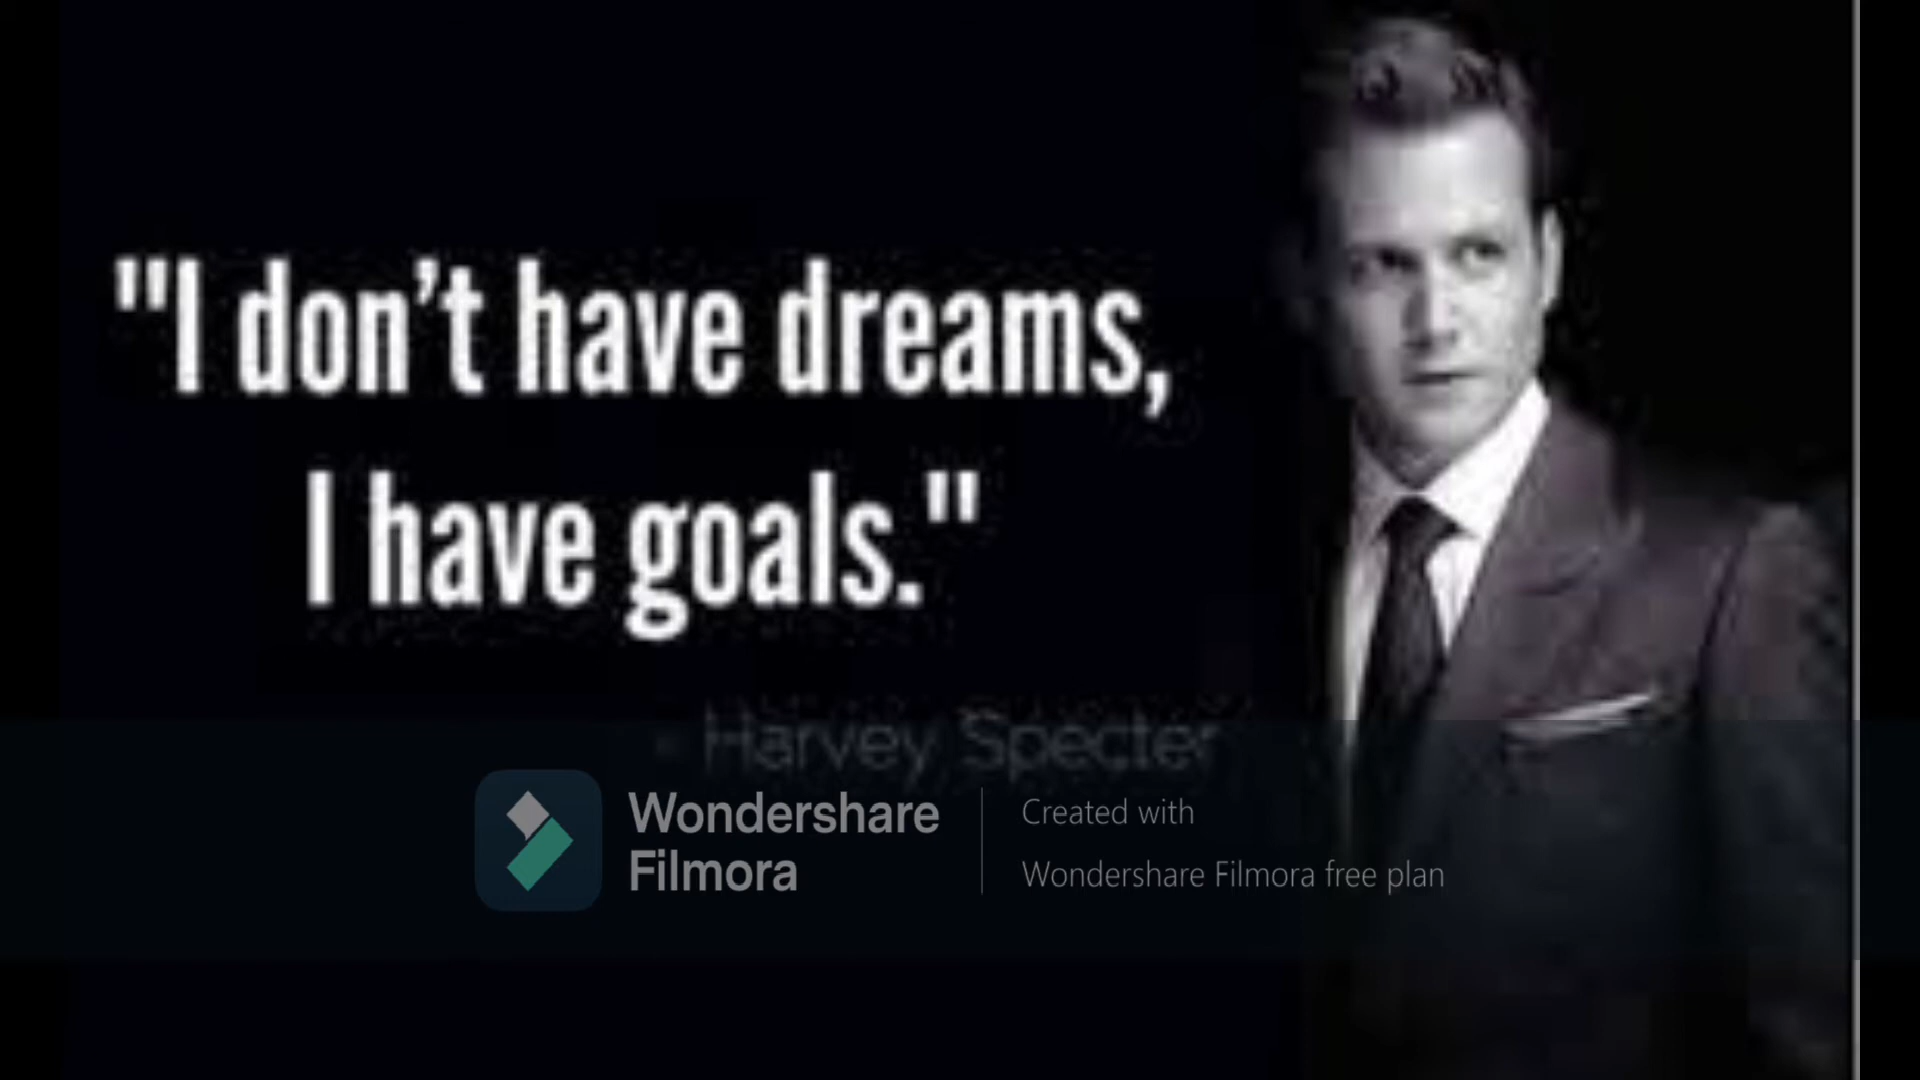 "I don’t have dreams,
I have goals."
- Harvey Specter
Wondershare
Filmora
Created with
Wondershare Filmora free plan